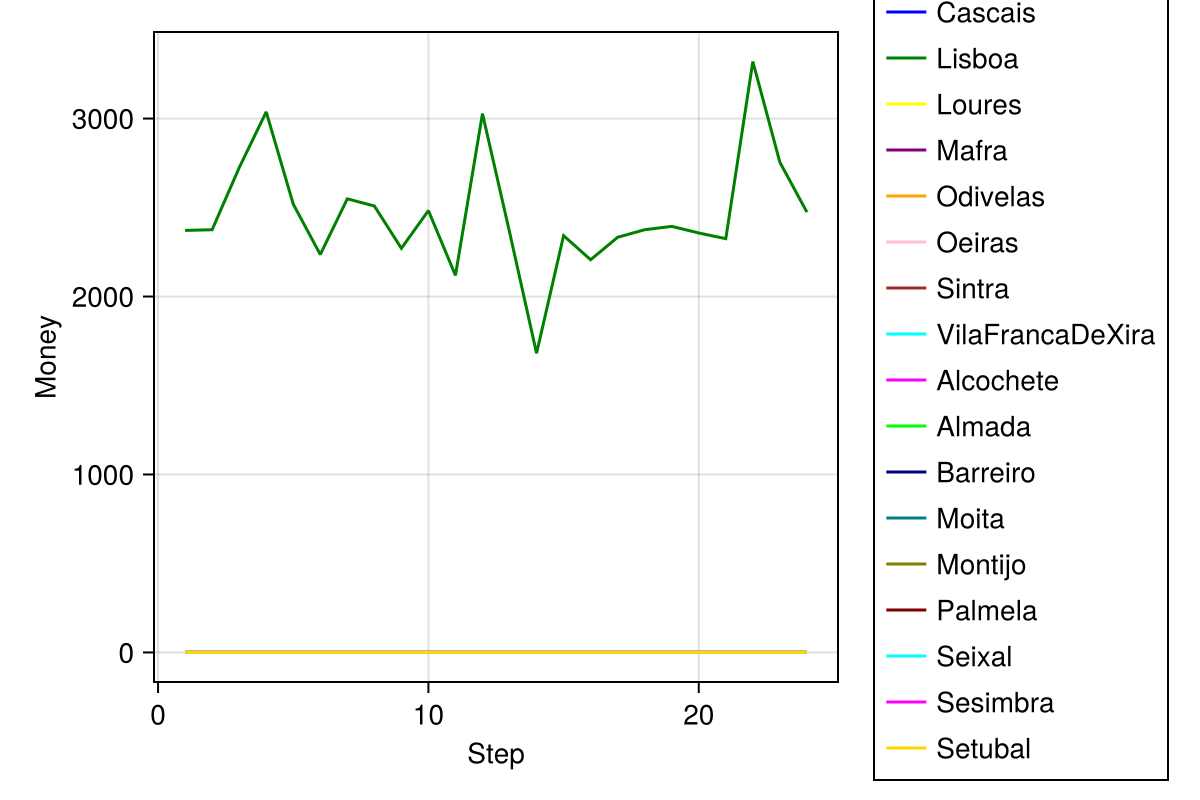 3000
2000
1000
0
Money
0
10
20
Step
Cascais
Lisboa
Loures
Mafra
Odivelas
Oeiras
Sintra
VilaFrancaDeXira
Alcochete
Almada
Barreiro
Moita
Montijo
Palmela
Seixal
Sesimbra
Setubal